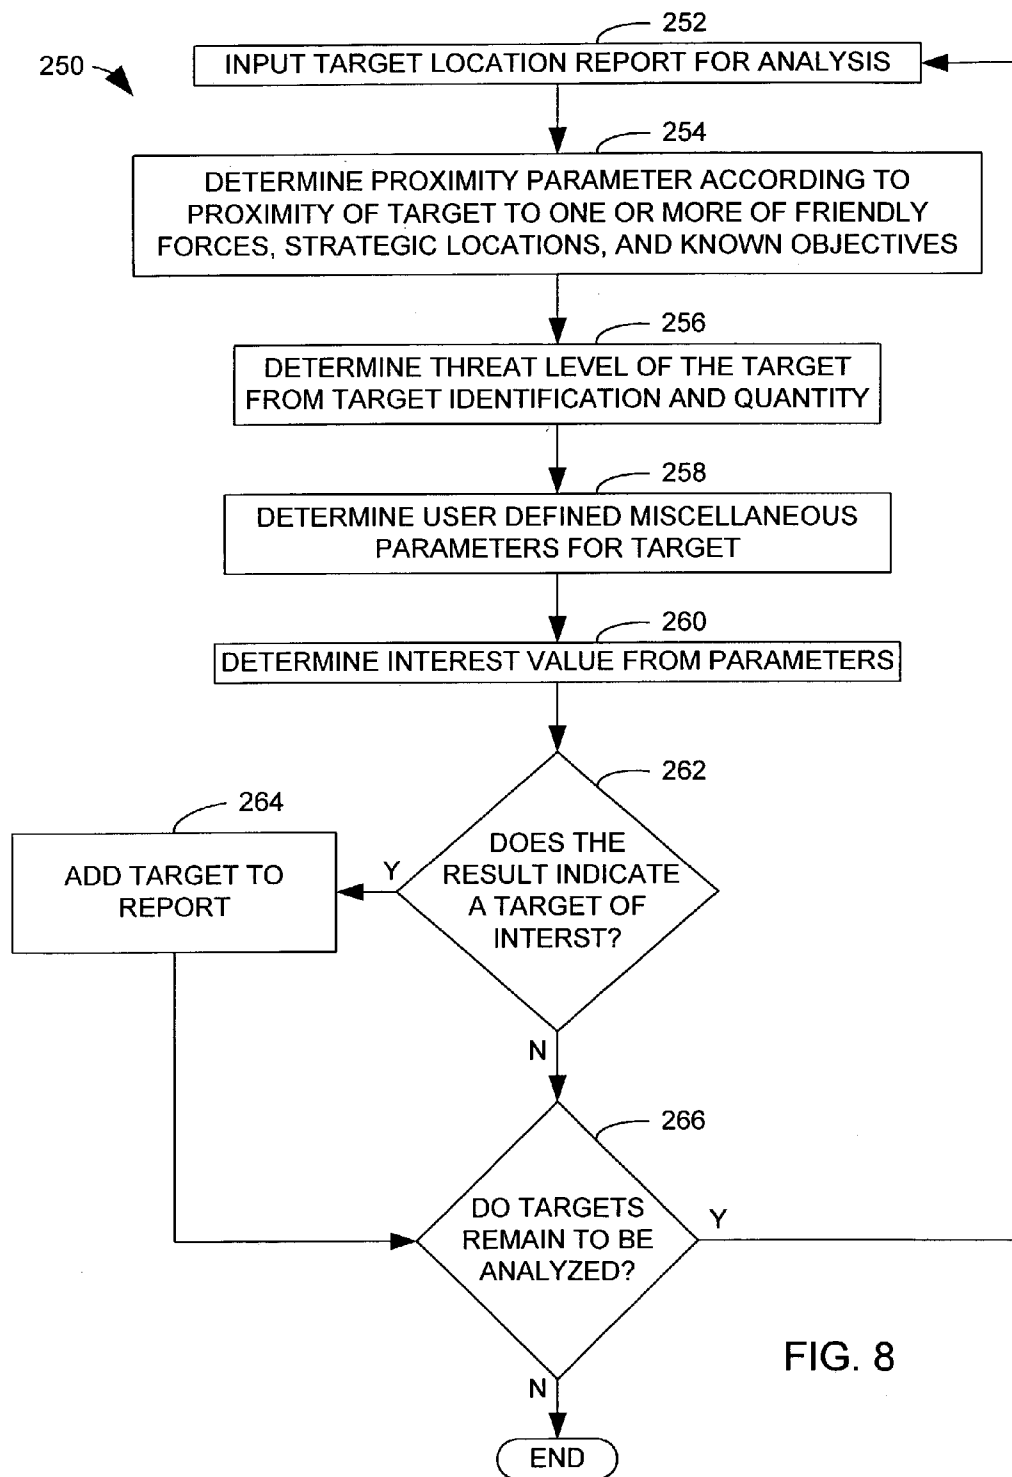 252
250
INPUT TARGET LOCATION REPORT FOR ANALYSIS
254
DETERMINE PROXIMITY PARAMETER ACCORDING TO
PROXIMITY OF TARGET TO ONE OR MORE OF FRIENDLY
FORCES, STRATEGIC LOCATIONS, AND KNOWN OBJECTIVES
256
DETERMINE THREAT LEVEL OF THE TARGET
FROM TARGET IDENTIFICATION AND QUANTITY
258
DETERMINE USER DEFINED MISCELLANEOUS
PARAMETERS FOR TARGET
260
DETERMINE INTEREST VALUE FROM PARAMETERS
262
DOES THE
RESULT INDICATE
A TARGET OF
INTERST?
Y
264
ADD TARGET TO
REPORT
N
266
DO TARGETS
REMAIN TO BE
ANALYZED?
Y
N
END
FIG. 8